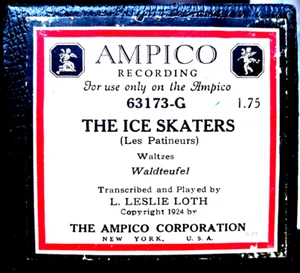 AMPICO
RECORDING
For use only on the Ampico
63173-G 1.75
THE ICE SKATERS
(Les Patineurs)
Waltzes
Waldteufel
Transcribed and Played by
L. LESLIE LOTH
Copyright 1924 by
THE AMPICO CORPORATION
NEW YORK, U. S. A.